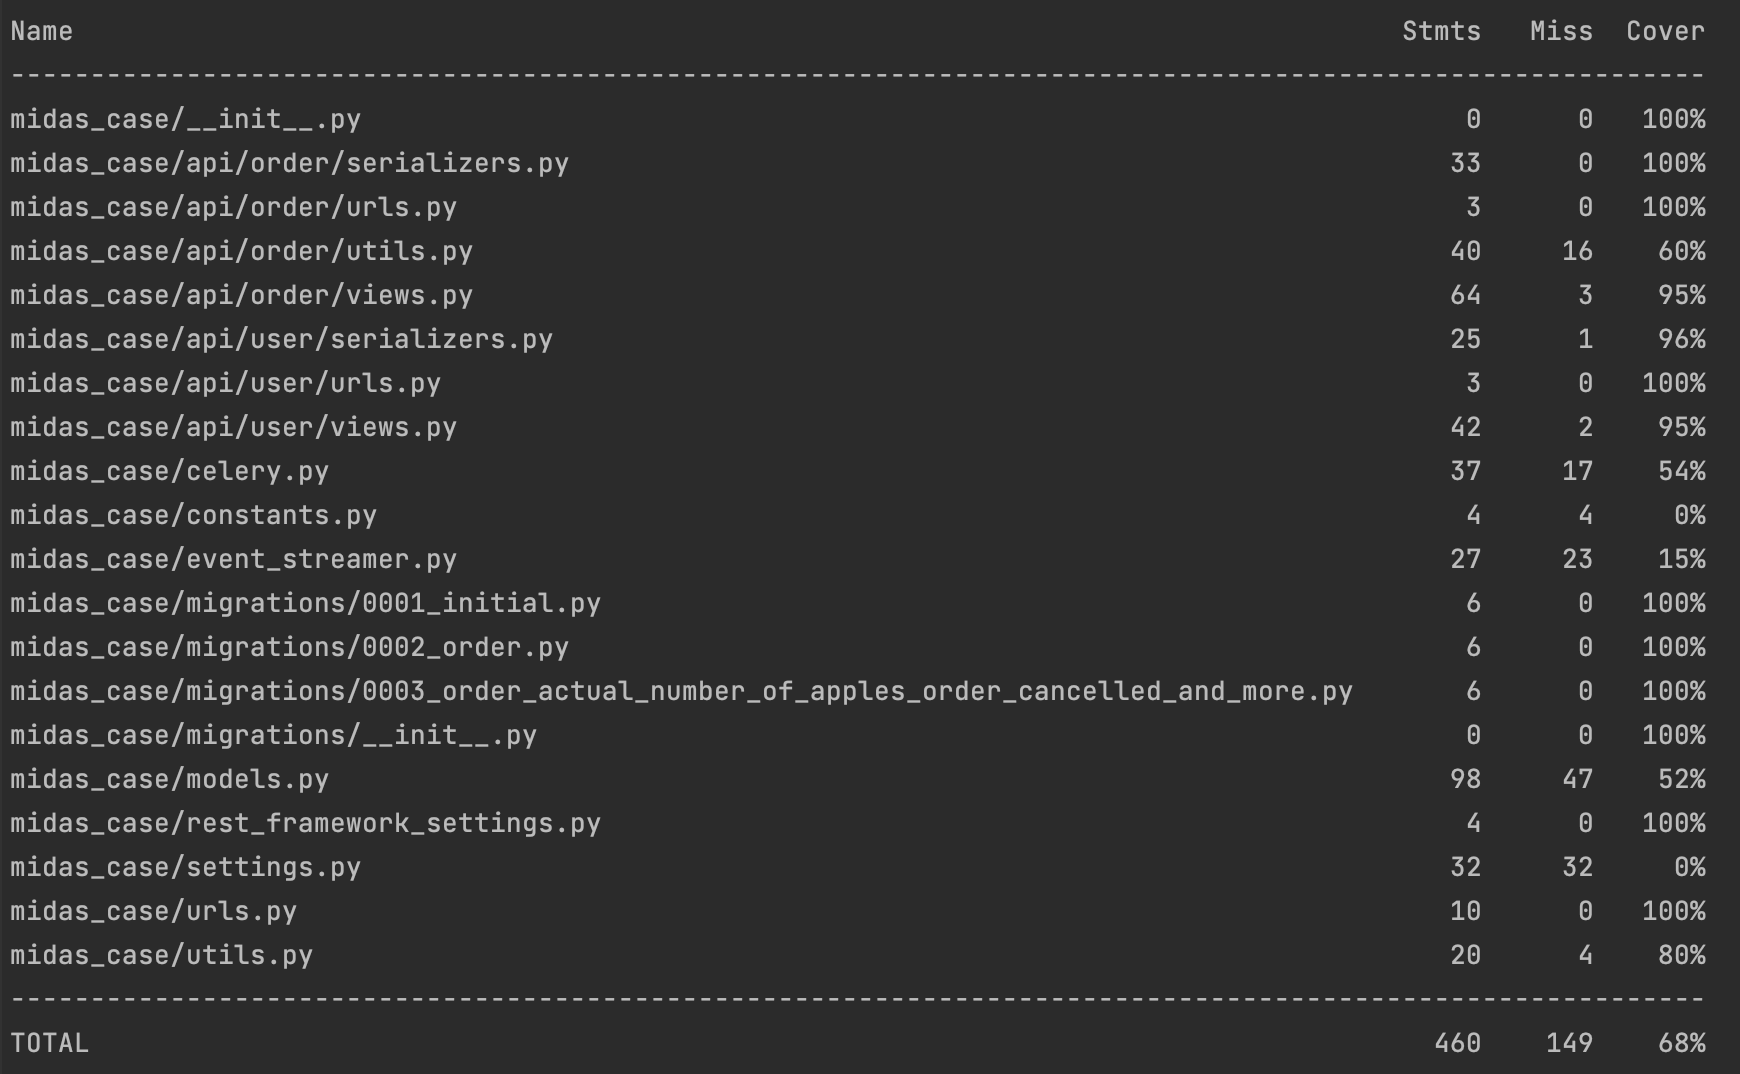 Name Stmts Miss Cover
----------------------------------------------------------------------------------------------------------
midas_case/__init__.py 0 0 100%
midas_case/api/order/serializers.py 33 0 100%
midas_case/api/order/urls.py 3 0 100%
midas_case/api/order/utils.py 40 16 60%
midas_case/api/order/views.py 64 3 95%
midas_case/api/user/serializers.py 25 1 96%
midas_case/api/user/urls.py 3 0 100%
midas_case/api/user/views.py 42 2 95%
midas_case/celery.py 37 17 54%
midas_case/constants.py 4 4 0%
midas_case/event_streamer.py 27 23 15%
midas_case/migrations/0001_initial.py 6 0 100%
midas_case/migrations/0002_order.py 6 0 100%
midas_case/migrations/0003_order_actual_number_of_apples_order_cancelled_and_more.py 6 0 100%
midas_case/migrations/__init__.py 0 0 100%
midas_case/models.py 98 47 52%
midas_case/rest_framework_settings.py 4 0 100%
midas_case/settings.py 32 32 0%
midas_case/urls.py 10 0 100%
midas_case/utils.py 20 4 80%
----------------------------------------------------------------------------------------------------------
TOTAL 460 149 68%